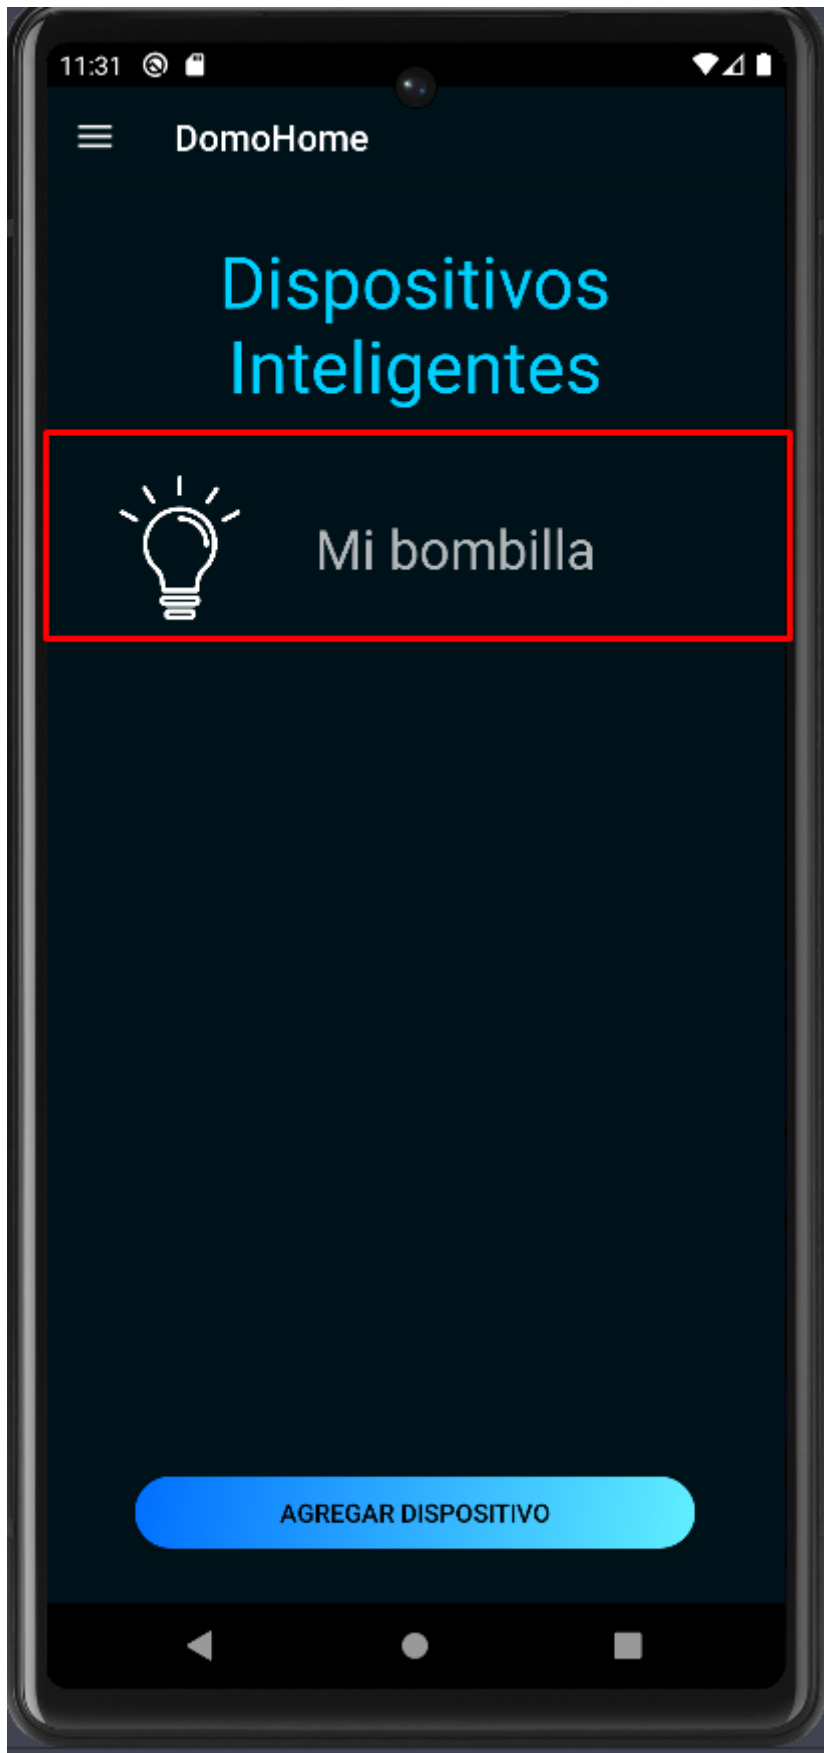 11:31
DomoHome
Dispositivos
Inteligentes
Mi bombilla
AGREGAR DISPOSITIVO